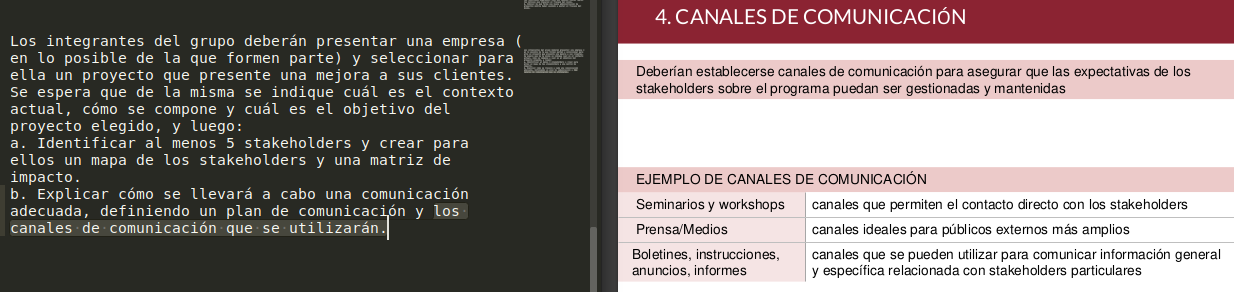 Los integrantes del grupo deberán presentar una empresa (
en lo posible de la que formen parte) y seleccionar para
ella un proyecto que presente una mejora a sus clientes.
Se espera que de la misma se indique cuál es el contexto
actual, cómo se compone y cuál es el objetivo del
proyecto elegido, y luego:
a. Identificar al menos 5 stakeholders y crear para
ellos un mapa de los stakeholders y una matriz de
impacto.
b. Explicar cómo se llevará a cabo una comunicación
adecuada, definiendo un plan de comunicación y los
canales de comunicación que se utilizarán.
4. CANALES DE COMUNICACIÓN
Deberían establecerse canales de comunicación para asegurar que las expectativas de los
stakeholders sobre el programa puedan ser gestionadas y mantenidas
EJEMPLO DE CANALES DE COMUNICACIÓN
Seminarios y workshops
canales que permiten el contacto directo con los stakeholders
Prensa/Medios
canales ideales para públicos externos más amplios
Boletines, instrucciones,
anuncios, informes
canales que se pueden utilizar para comunicar información general
y específica relacionada con stakeholders particulares